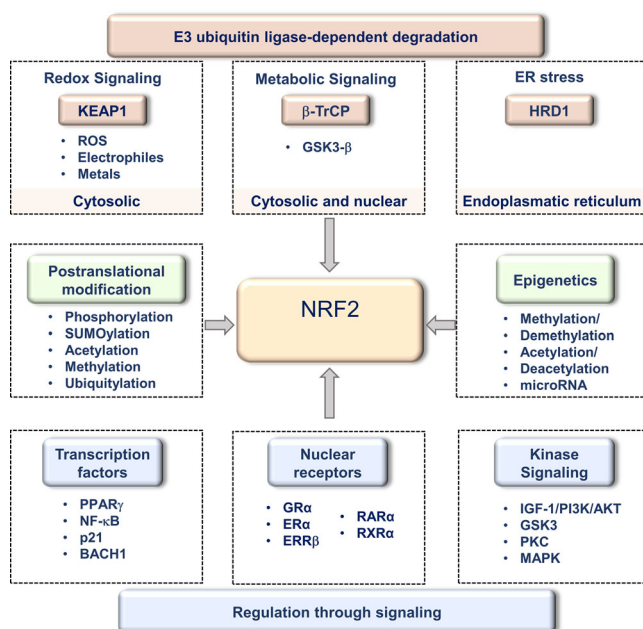 E3 ubiquitin ligase-dependent degradation
Redox Signaling
KEAP1
• ROS
• Electrophiles
• Metals
Cytosolic
Metabolic Signaling
β-TrCP
• GSK3-β
Cytosolic and nuclear
ER stress
HRD1
Endoplasmatic reticulum
Postranslational
modification
• Phosphorylation
• SUMOylation
• Acetylation
• Methylation
• Ubiquitylation
NRF2
Epigenetics
• Methylation/
• Demethylation
• Acetylation/
• Deacetylation
• microRNA
Transcription
factors
• PPARγ
• NF-κB
• p21
• BACH1
Nuclear
receptors
• GRα
• ERα
• ERRβ
• RARα
• RXRα
Kinase
Signaling
• IGF-1/PI3K/AKT
• GSK3
• PKC
• MAPK
Regulation through signaling